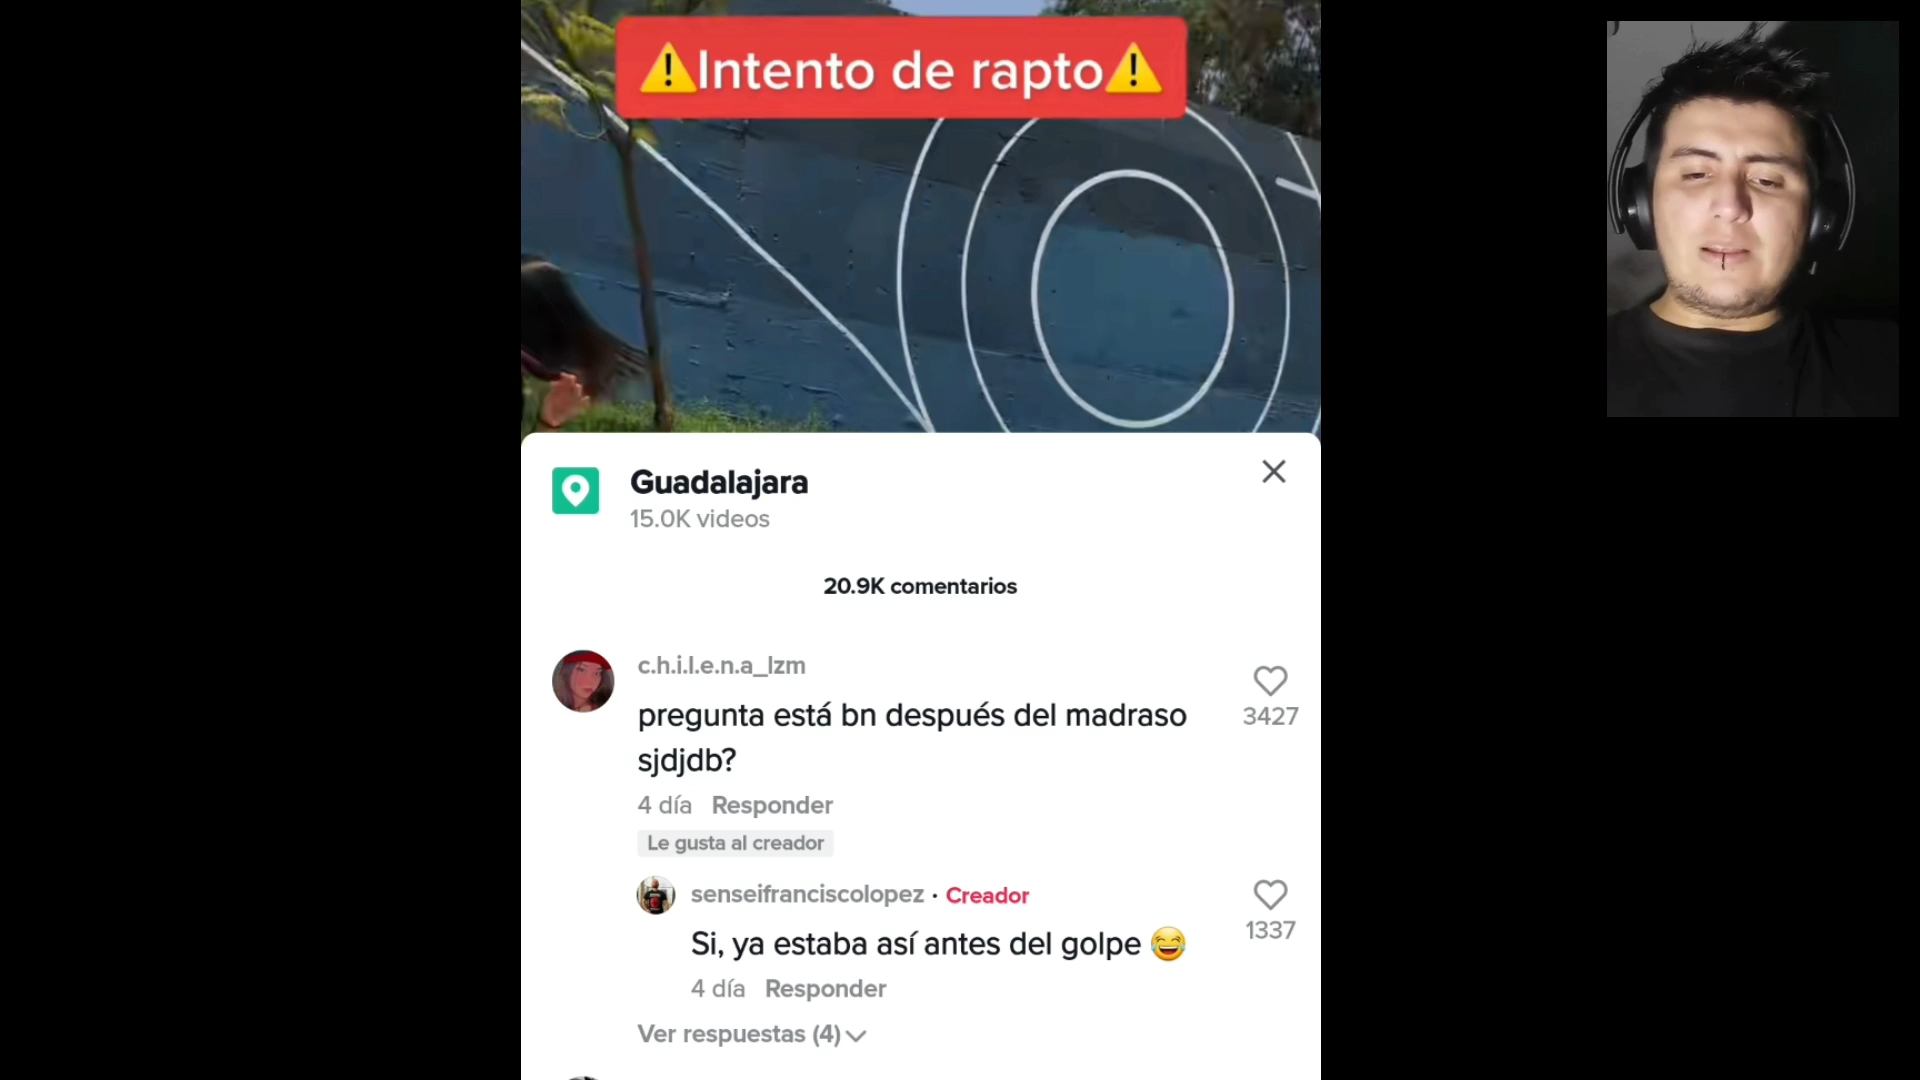 ⚠️Intento de rapto⚠️
Guadalajara
15.0K videos
20.9K comentarios
c.h.i.l.e.n.a_lzm
pregunta está bn después del madraso
sjdjdb?
3427
4 día Responder
Le gusta al creador
senseifranciscolopez · Creador
Si, ya estaba así antes del golpe 😂
1337
4 día Responder
Ver respuestas (4)